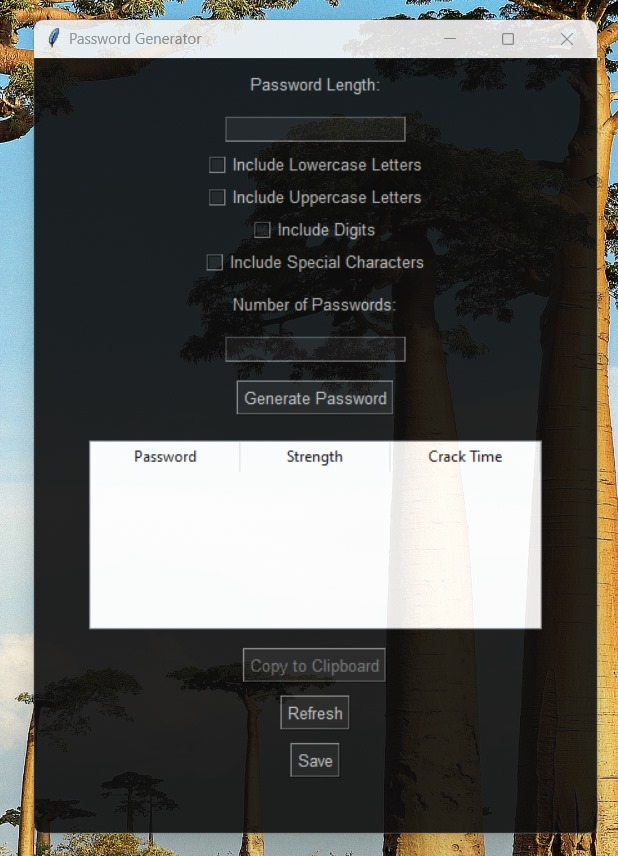 Password Generator
Password Length:
Include Lowercase Letters
Include Uppercase Letters
Include Digits
Include Special Characters
Number of Passwords:
Generate Password
Password Strength Crack Time
Copy to Clipboard
Refresh
Save